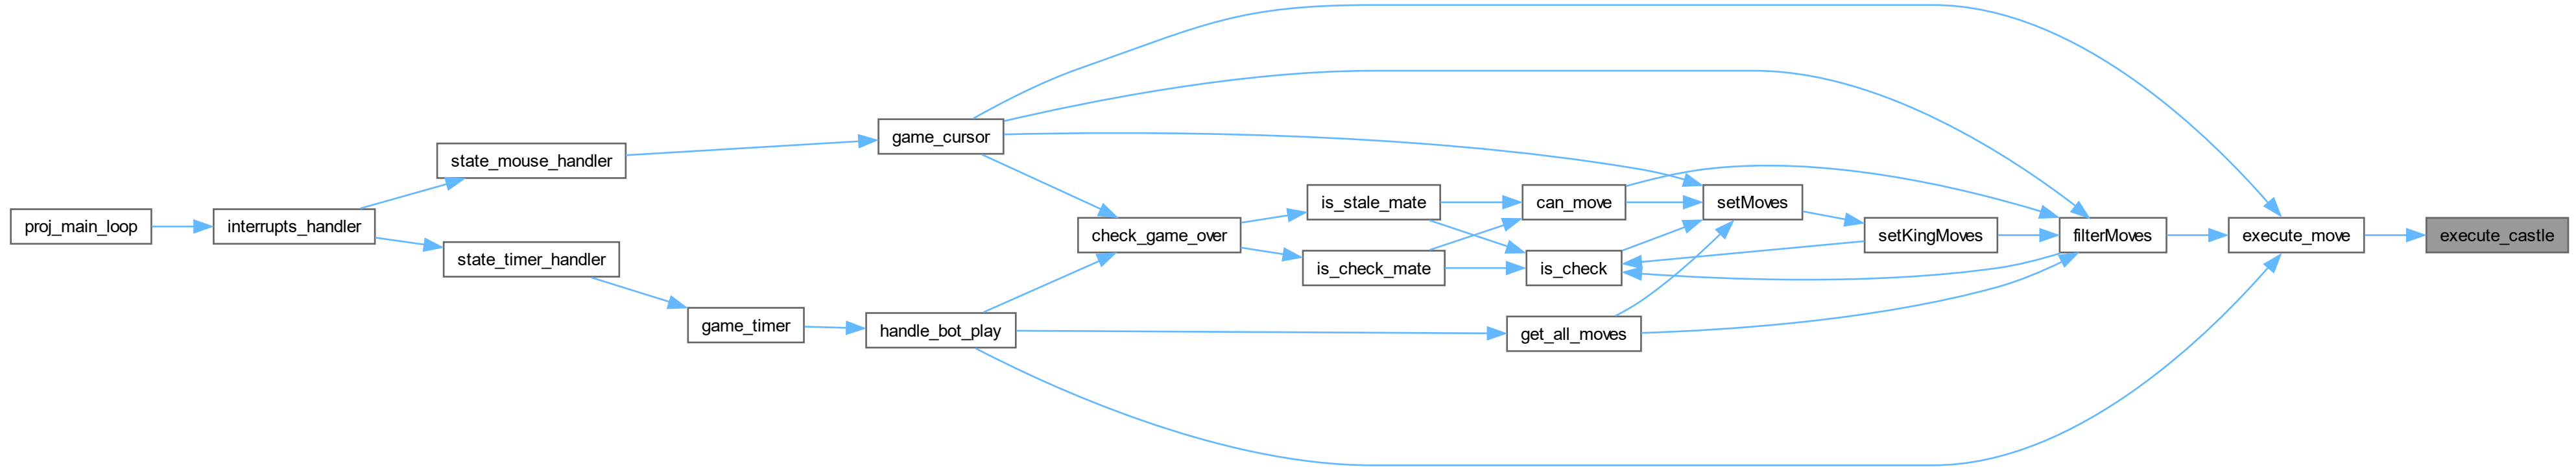 proj_main_loop
interrupts_handler
state_mouse_handler
state_timer_handler
game_timer
game_cursor
handle_bot_play
check_game_over
is_stale_mate
is_check_mate
can_move
is_check
get_all_moves
setMoves
setKingMoves
filterMoves
execute_move
execute_castle